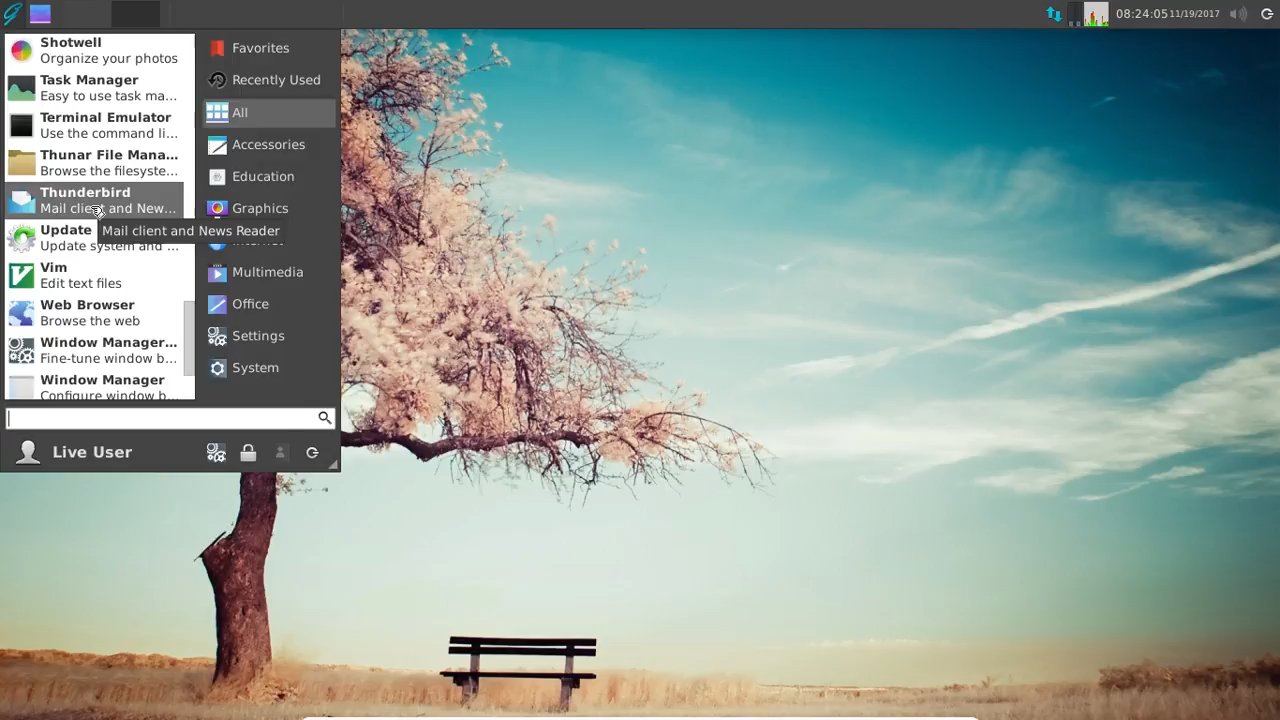 08:24:05 11/19/2017
Shotwell
Organize your photos
Task Manager
Easy to use task ma...
Terminal Emulator
Use the command li...
Thunar File Mana...
Browse the filesyste...
Thunderbird
Mail client and New...
Update
Mail client and News Reader
Update system and ...
Vim
Edit text files
Web Browser
Browse the web
Window Manager...
Fine-tune window b...
Window Manager
Configure window b...
Favorites
Recently Used
All
Accessories
Education
Graphics
Internet
Multimedia
Office
Settings
System
Live User